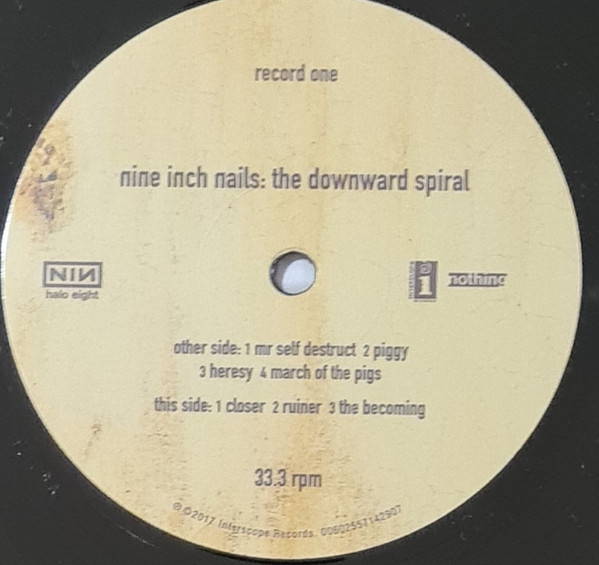 record one
nine inch nails: the downward spiral
NIN
halo eight
i
nothing
other side: 1 mr self destruct 2 piggy
3 heresy 4 march of the pigs
this side: 1 closer 2 ruiner 3 the becoming
33.3 rpm
℗ ©2017 Interscope Records. 00602557142907